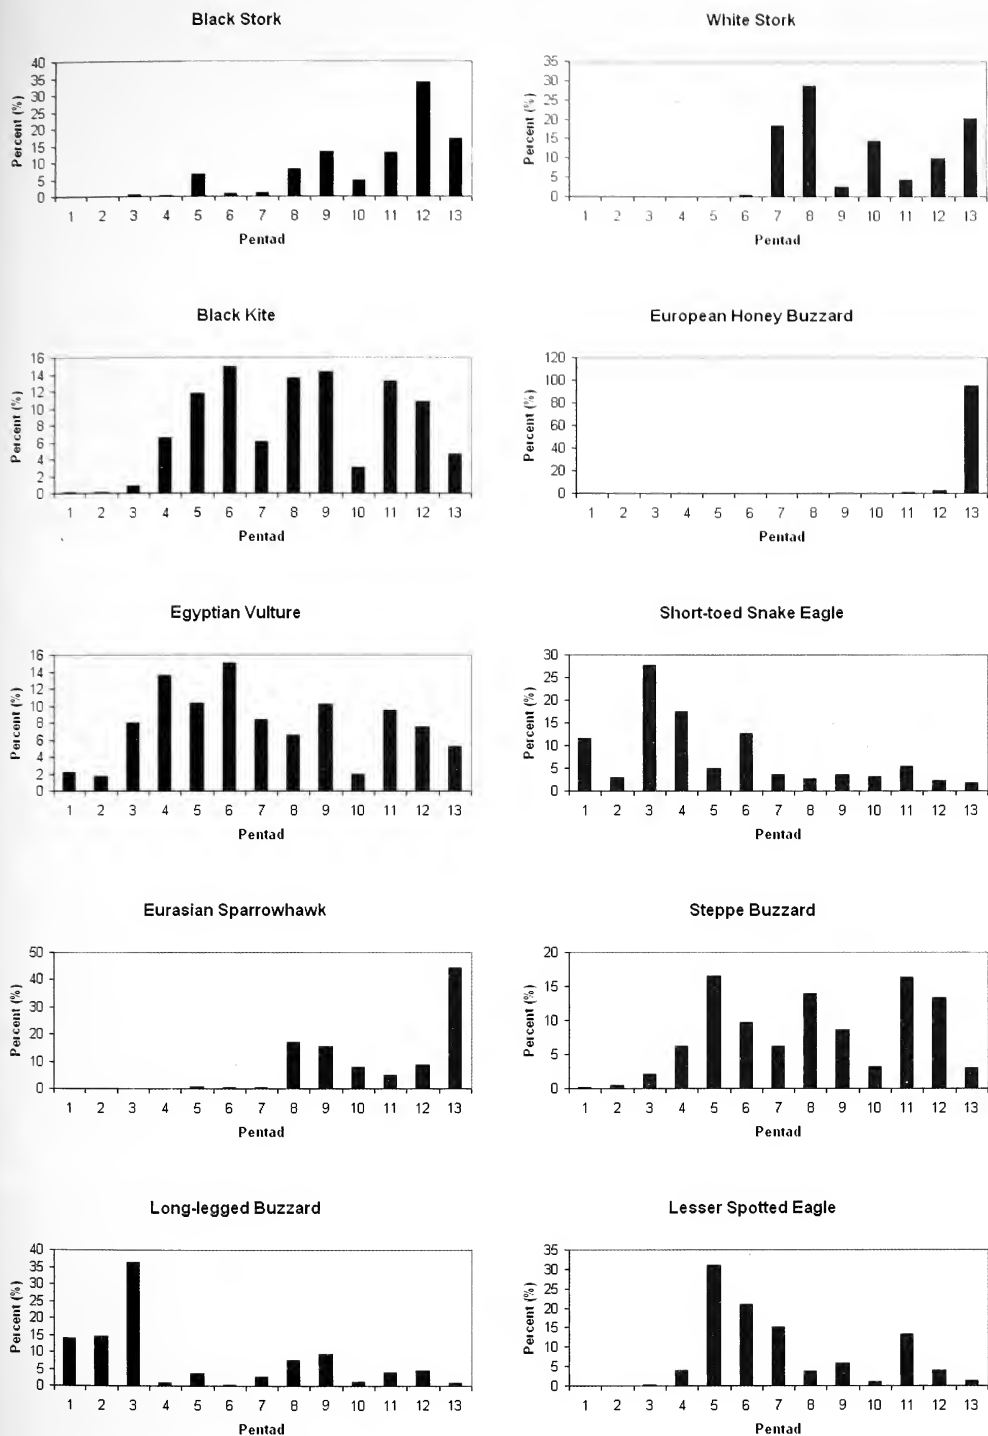 Black Stork
Percent (%)
40
35
30
25
20
15
10
5
0
1 2 3 4 5 6 7 8 9 10 11 12 13
Pentad
White Stork
Percent (%)
35
30
25
20
15
10
5
0
1 2 3 4 5 6 7 8 9 10 11 12 13
Pentad
Black Kite
Percent (%)
16
14
12
10
8
6
4
2
0
1 2 3 4 5 6 7 8 9 10 11 12 13
Pentad
European Honey Buzzard
Percent (%)
120
100
80
60
40
20
0
1 2 3 4 5 6 7 8 9 10 11 12 13
Pentad
Egyptian Vulture
Percent (%)
16
14
12
10
8
6
4
2
0
1 2 3 4 5 6 7 8 9 10 11 12 13
Pentad
Short-toed Snake Eagle
Percent (%)
30
25
20
15
10
5
0
1 2 3 4 5 6 7 8 9 10 11 12 13
Pentad
Eurasian Sparrowhawk
Percent (%)
50
40
30
20
10
0
1 2 3 4 5 6 7 8 9 10 11 12 13
Pentad
Steppe Buzzard
Percent (%)
20
15
10
5
0
1 2 3 4 5 6 7 8 9 10 11 12 13
Pentad
Long-legged Buzzard
Percent (%)
40
35
30
25
20
15
10
5
0
1 2 3 4 5 6 7 8 9 10 11 12 13
Pentad
Lesser Spotted Eagle
Percent (%)
35
30
25
20
15
10
5
0
1 2 3 4 5 6 7 8 9 10 11 12 13
Pentad